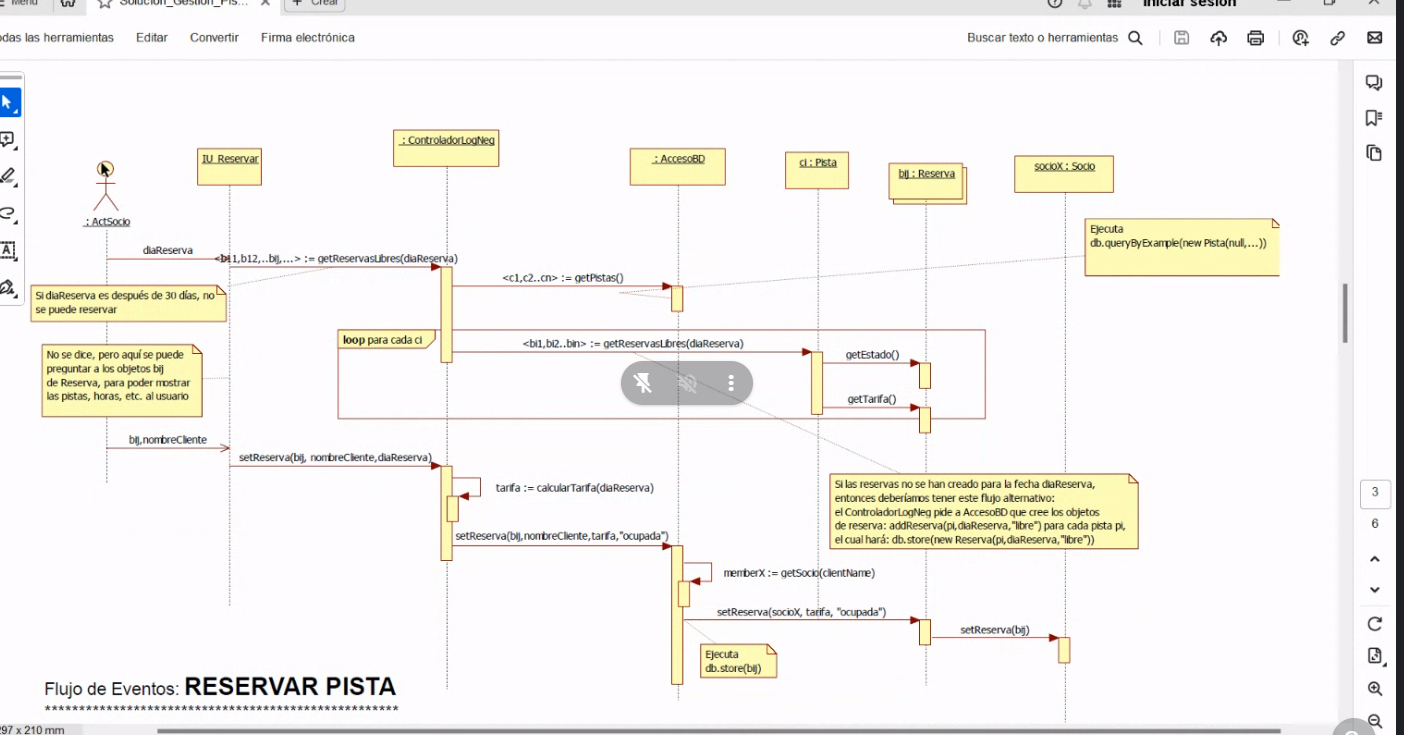 Menú
Solución_Gestión_Pis...
+ Crear
Iniciar sesión
odas las herramientas
Editar
Convertir
Firma electrónica
Buscar texto o herramientas
: ActSocio
IU_Reservar
: ControladorLogNeg
: AccesoBD
ci : Pista
bij : Reserva
socioX : Socio
Ejecuta
db.queryByExample(new Pista(null,...))
diaReserva
<b11,b12,..bij,...> := getReservasLibres(diaReserva)
<c1,c2..cn> := getPistas()
Si diaReserva es después de 30 días, no
se puede reservar
loop para cada ci
<bi1,bi2..bin> := getReservasLibres(diaReserva)
getEstado()
getTarifa()
No se dice, pero aquí se puede
preguntar a los objetos bij
de Reserva, para poder mostrar
las pistas, horas, etc. al usuario
bij,nombreCliente
setReserva(bij, nombreCliente,diaReserva)
tarifa := calcularTarifa(diaReserva)
Si las reservas no se han creado para la fecha diaReserva,
entonces deberíamos tener este flujo alternativo:
el ControladorLogNeg pide a AccesoBD que cree los objetos
de reserva: addReserva(pi,diaReserva,"libre") para cada pista pi,
el cual hará: db.store(new Reserva(pi,diaReserva,"libre"))
setReserva(bij,nombreCliente,tarifa,"ocupada")
memberX := getSocio(clientName)
setReserva(socioX, tarifa, "ocupada")
setReserva(bij)
Ejecuta
db.store(bij)
Flujo de Eventos: RESERVAR PISTA
****************************************************
3
6
297 x 210 mm